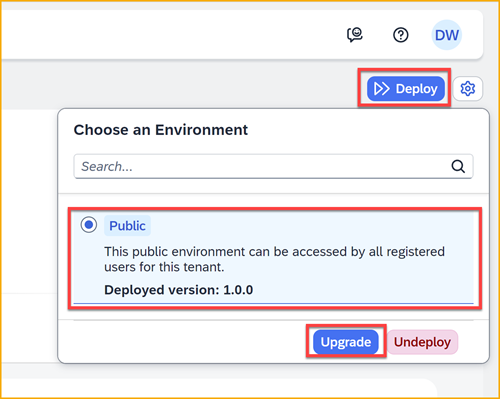 DW
Deploy
Choose an Environment
Search...
Public
This public environment can be accessed by all registered
users for this tenant.
Deployed version: 1.0.0
Upgrade
Undeploy